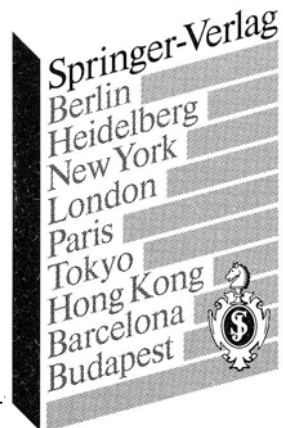 Springer-Verlag
Berlin
Heidelberg
New York
London
Paris
Tokyo
Hong Kong
Barcelona
Budapest